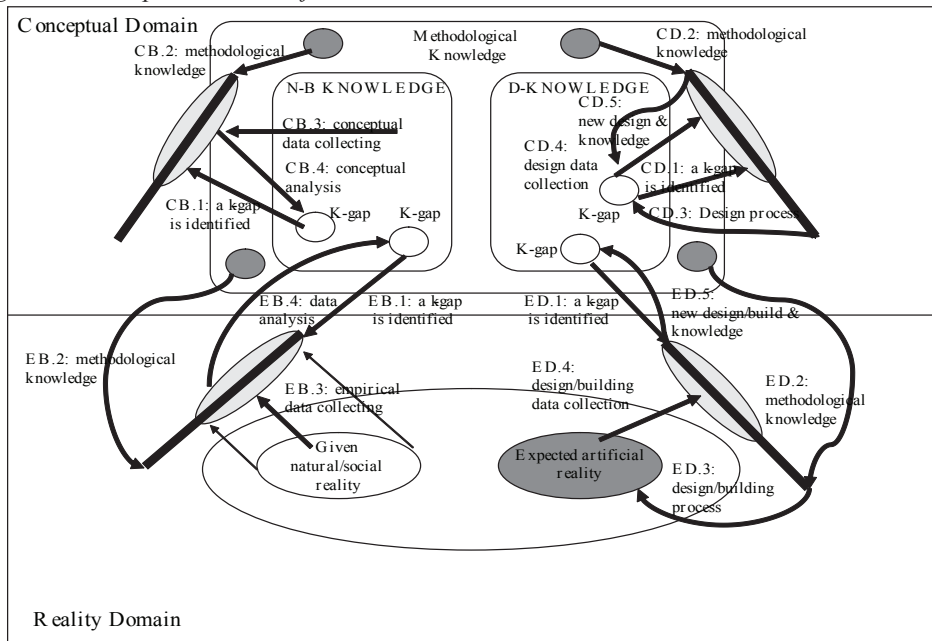 Conceptual Domain
CB.2: methodological
knowledge
Methodological
Knowledge
CD.2: methodological
knowledge
N-B KNOWLEDGE
D-KNOWLEDGE
CB.3: conceptual
data collecting
CB.4: conceptual
analysis
CB.1: a k-gap
is identified
K-gap
K-gap
CD.5:
new design &
knowledge
CD.4:
design data
collection
CD.1: a k-gap
is identified
K-gap
CD.3: Design process
K-gap
EB.4: data
analysis
EB.1: a k-gap
is identified
ED.1: a k-gap
is identified
ED.5:
new design/build &
knowledge
EB.2: methodological
knowledge
EB.3: empirical
data collecting
ED.4:
design/building
data collection
ED.2:
methodological
knowledge
Given
natural/social
reality
Expected artificial
reality
ED.3:
design/building
process
Reality Domain